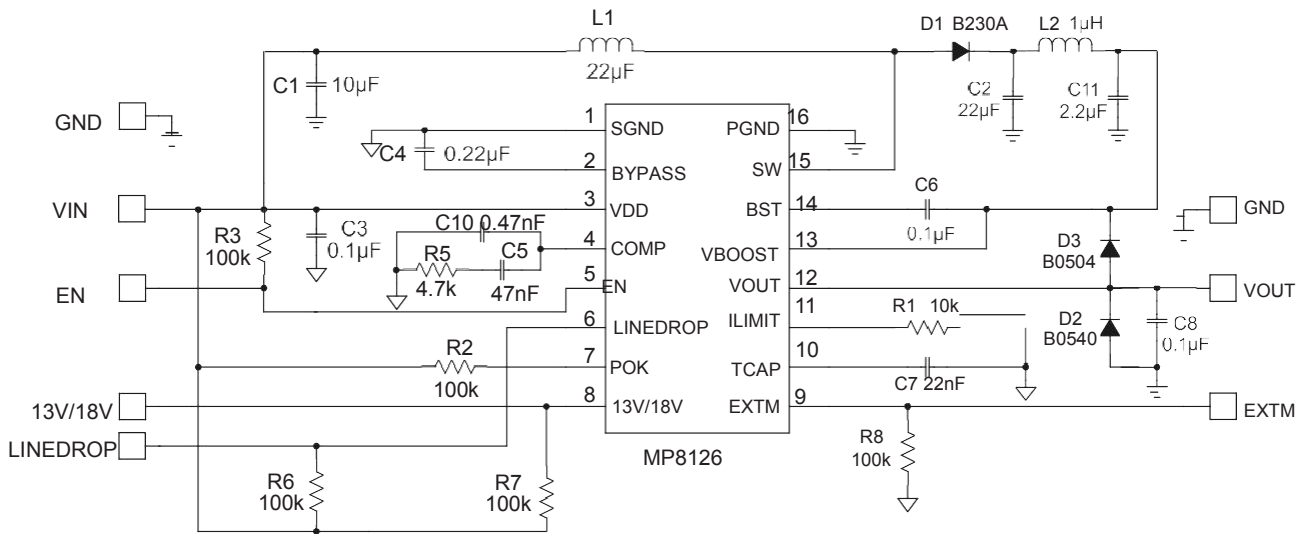 L1
22µF
D1 B230A
L2 1µH
C1 10µF
C2
22µF
C11
2.2µF
GND
1
SGND
PGND
16
C4 0.22µF
2
BYPASS
SW
15
VIN
3
VDD
BST
14
C6
0.1µF
GND
R3
100k
C3
0.1µF
C10 0.47nF
4
COMP
VBOOST
13
D3
B0504
R5
4.7k
C5
47nF
EN
5
EN
VOUT
12
VOUT
6
LINEDROP
ILIMIT
11
R1 10k
D2
B0540
C8
0.1µF
R2
100k
7
POK
TCAP
10
C7 22nF
13V/18V
8
13V/18V
EXTM
9
EXTM
LINEDROP
MP8126
R8
100k
R6
100k
R7
100k